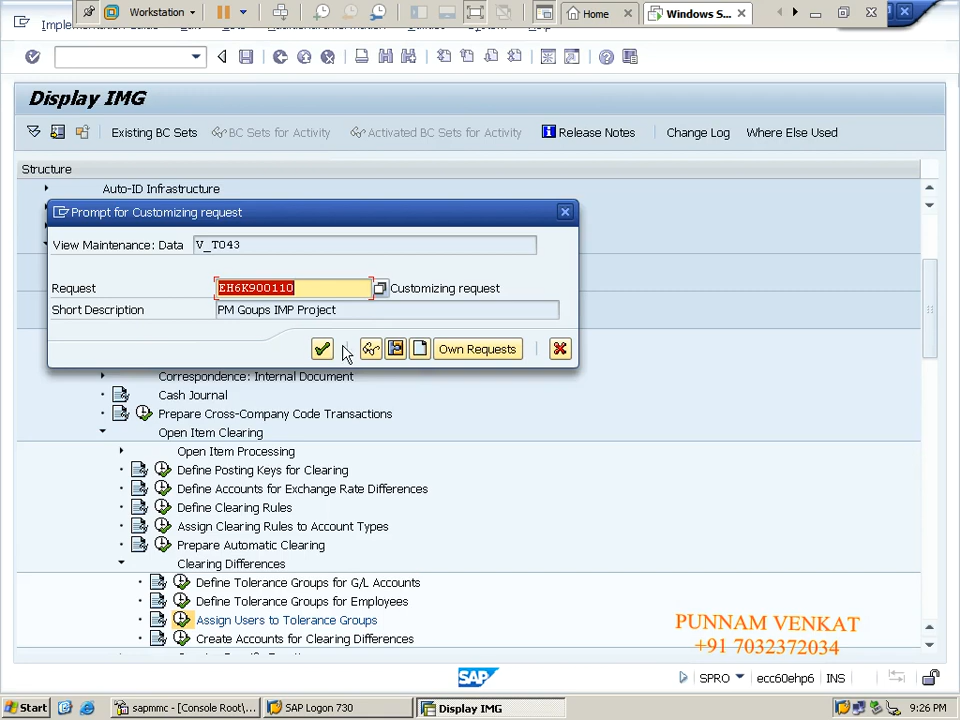 Workstation
Home
Windows S...
Display IMG
Existing BC Sets
BC Sets for Activity
Activated BC Sets for Activity
Release Notes
Change Log
Where Else Used
Structure
Auto-ID Infrastructure
Prompt for Customizing request
View Maintenance: Data V_T043
Request EH6K900110 Customizing request
Short Description PM Goups IMP Project
Own Requests
Correspondence: Internal Document
Cash Journal
Prepare Cross-Company Code Transactions
Open Item Clearing
Open Item Processing
Define Posting Keys for Clearing
Define Accounts for Exchange Rate Differences
Define Clearing Rules
Assign Clearing Rules to Account Types
Prepare Automatic Clearing
Clearing Differences
Define Tolerance Groups for G/L Accounts
Define Tolerance Groups for Employees
Assign Users to Tolerance Groups
Create Accounts for Clearing Differences
PUNNAM VENKAT
+91 7032372034
SAP
SPRO
ecc60ehp6
INS
Start
sapmmc - [Console Root\...
SAP Logon 730
Display IMG
9:26 PM